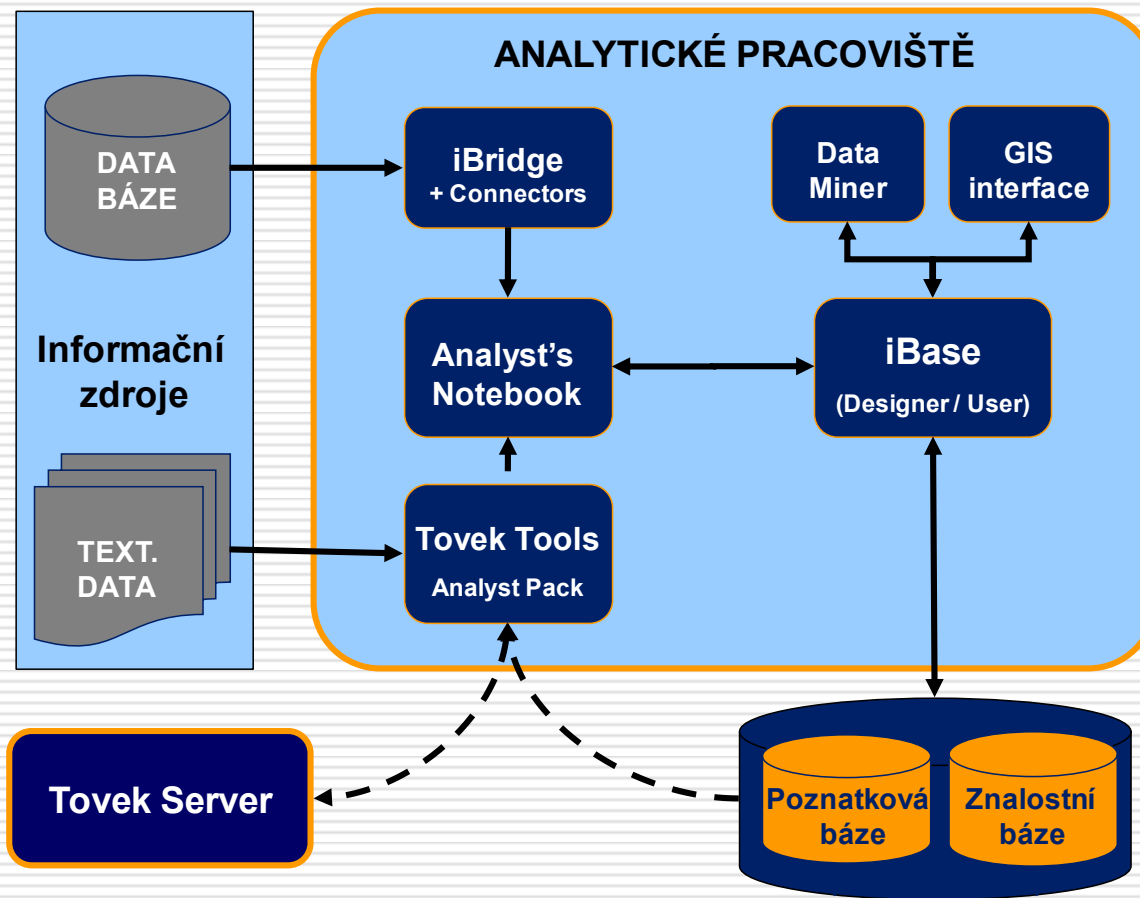 ANALYTICKÉ PRACOVIŠTĚ
DATA
BÁZE
iBridge
+ Connectors
Data
Miner
GIS
interface
Informační
zdroje
Analyst’s
Notebook
iBase
(Designer / User)
TEXT.
DATA
Tovek Tools
Analyst Pack
Tovek Server
Poznatková
báze
Znalostní
báze